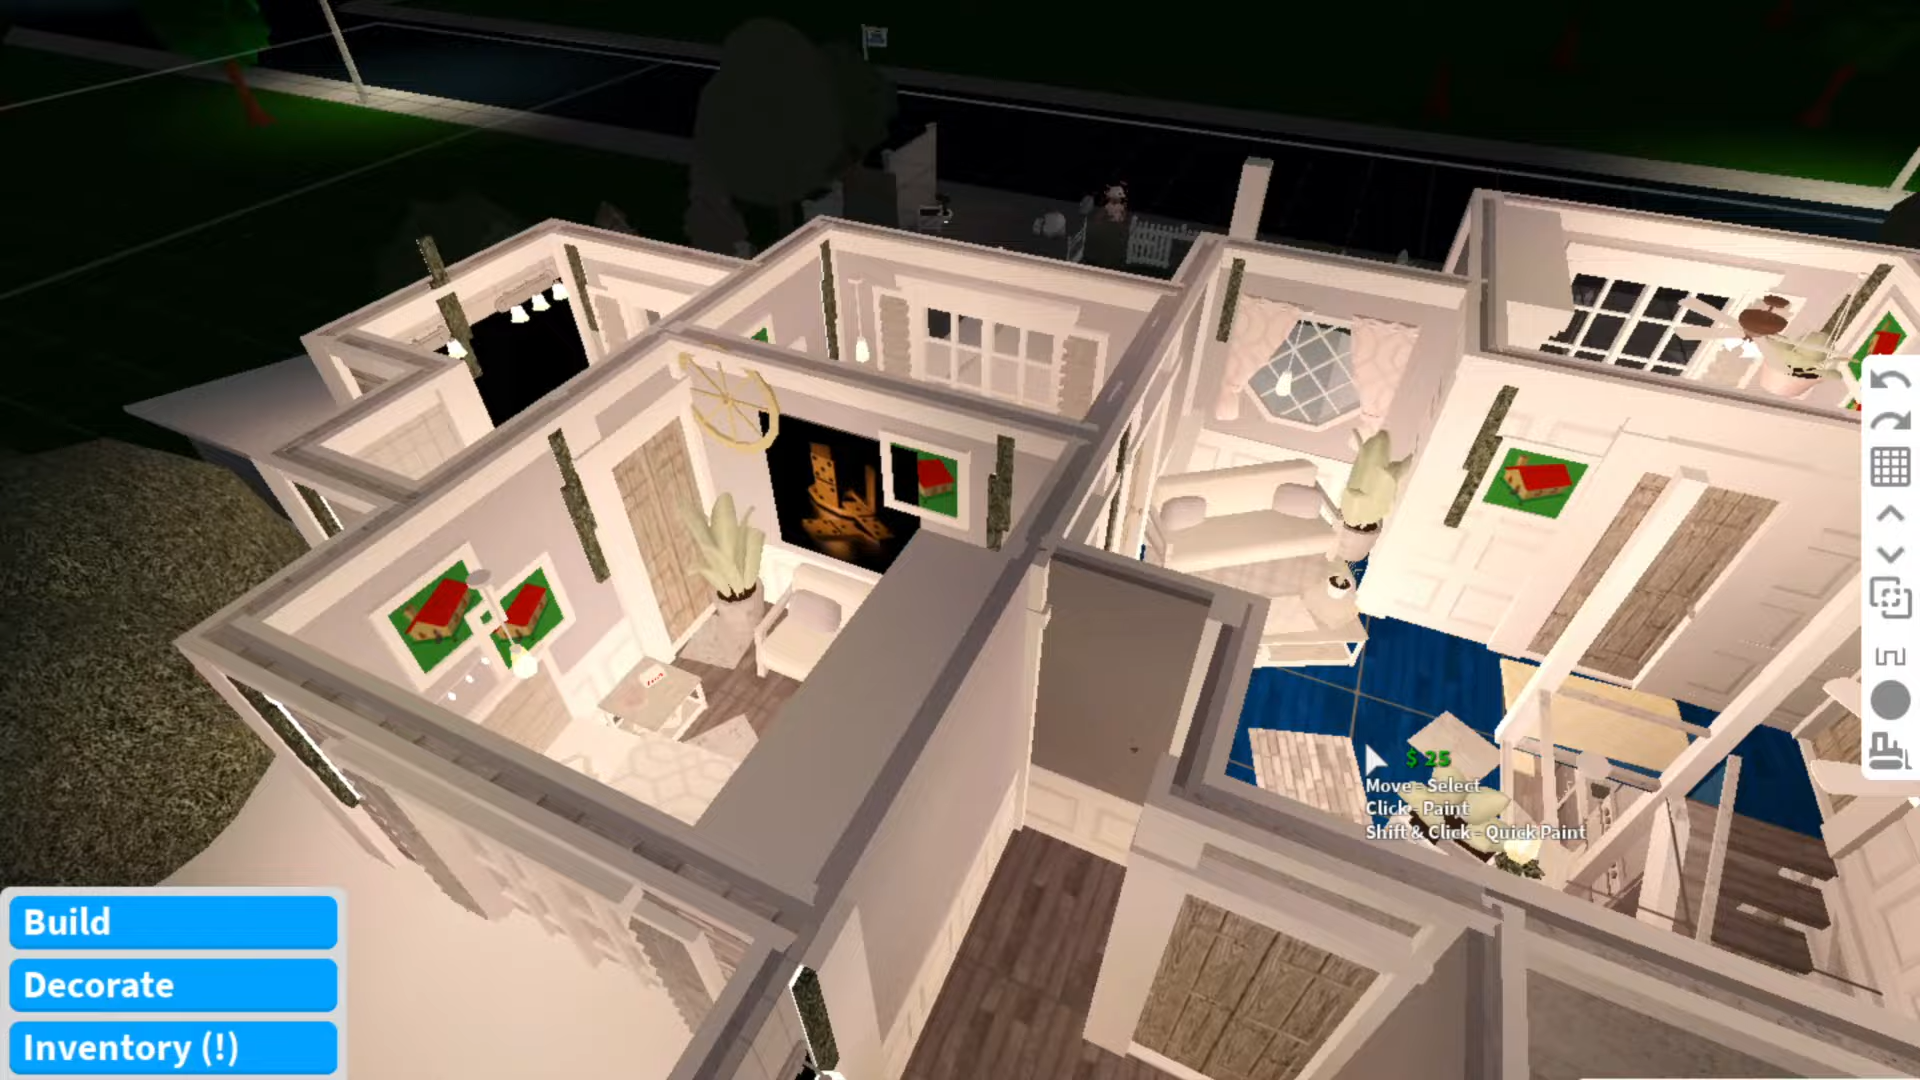 $ 25
Move - Select
Click - Paint
Shift & Click - Quick Paint
Build
Decorate
Inventory (!)